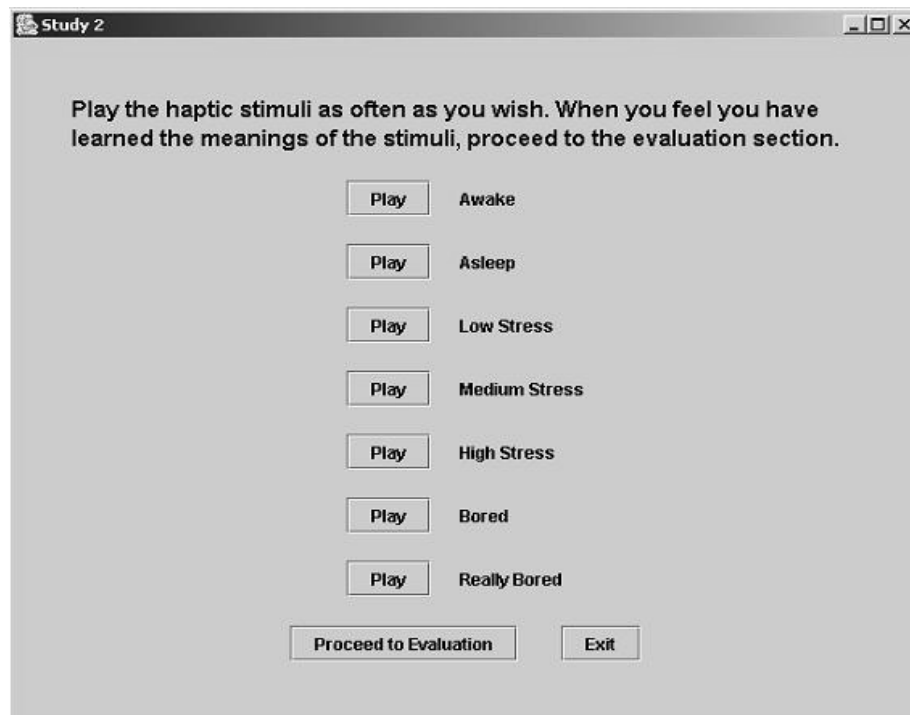 Study 2
Play the haptic stimuli as often as you wish. When you feel you have
learned the meanings of the stimuli, proceed to the evaluation section.
Play Awake
Play Asleep
Play Low Stress
Play Medium Stress
Play High Stress
Play Bored
Play Really Bored
Proceed to Evaluation Exit